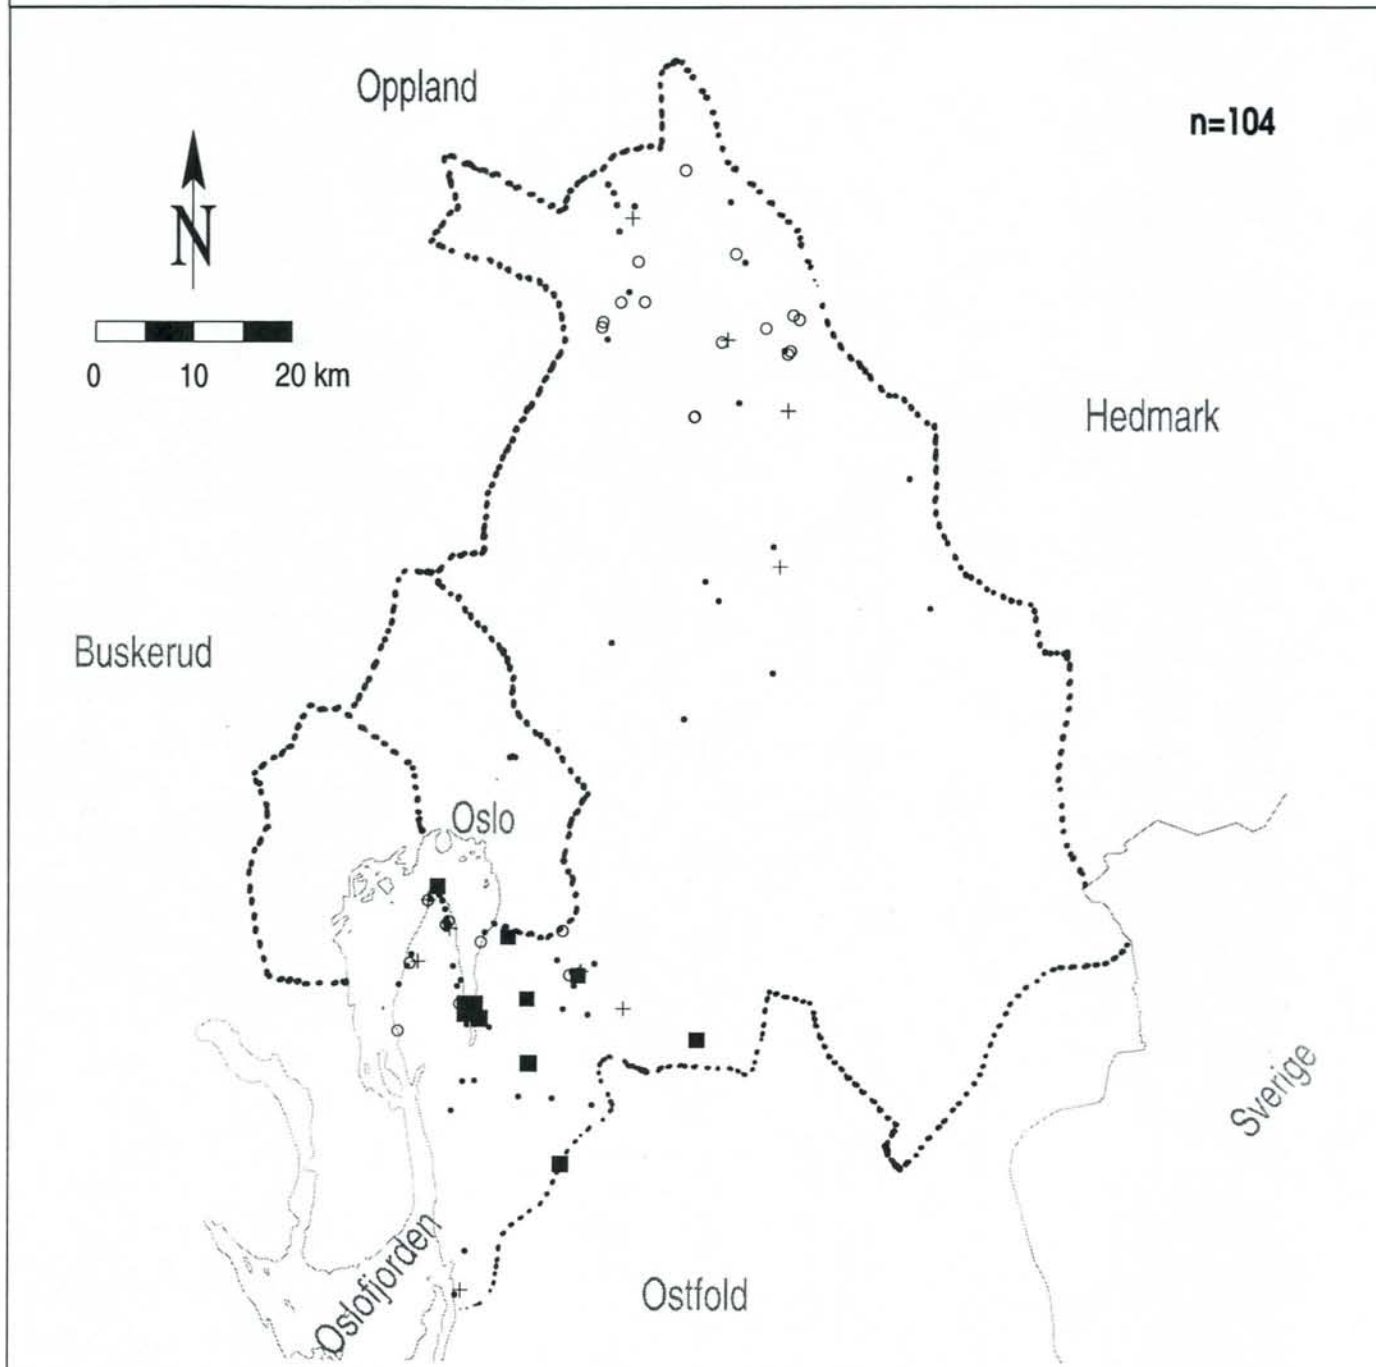 Oppland
n=104
N
0 10 20 km
Hedmark
Buskerud
Oslo
Sverige
Oslofjorden
Ostfold